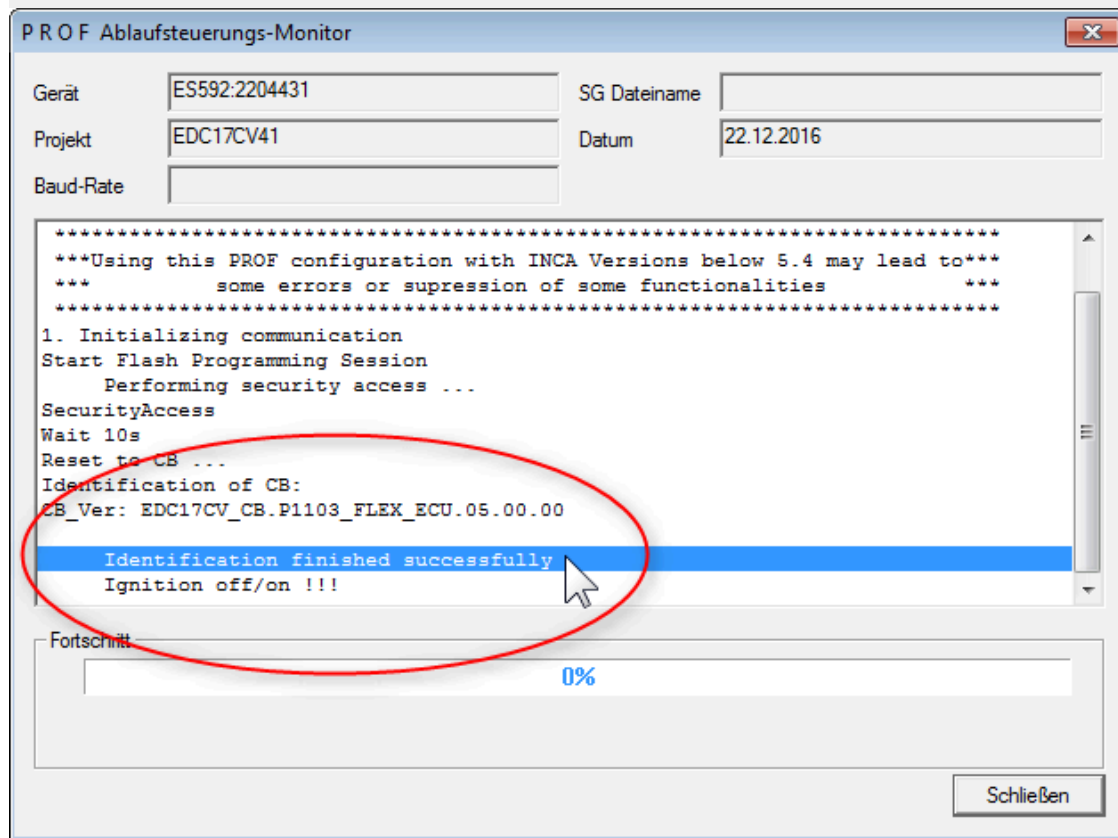 P R O F Ablaufsteuerungs-Monitor
Gerät ES592:2204431 SG Dateiname
Projekt EDC17CV41 Datum 22.12.2016
Baud-Rate
****************************************************************************
***Using this PROF configuration with INCA Versions below 5.4 may lead to***
*** some errors or supression of some functionalities ***
****************************************************************************
1. Initializing communication
Start Flash Programming Session
Performing security access ...
SecurityAccess
Wait 10s
Reset to CB ...
Identification of CB:
CB_Ver: EDC17CV_CB.P1103_FLEX_ECU.05.00.00
Identification finished successfully
Ignition off/on !!!
Fortschritt
0%
Schließen